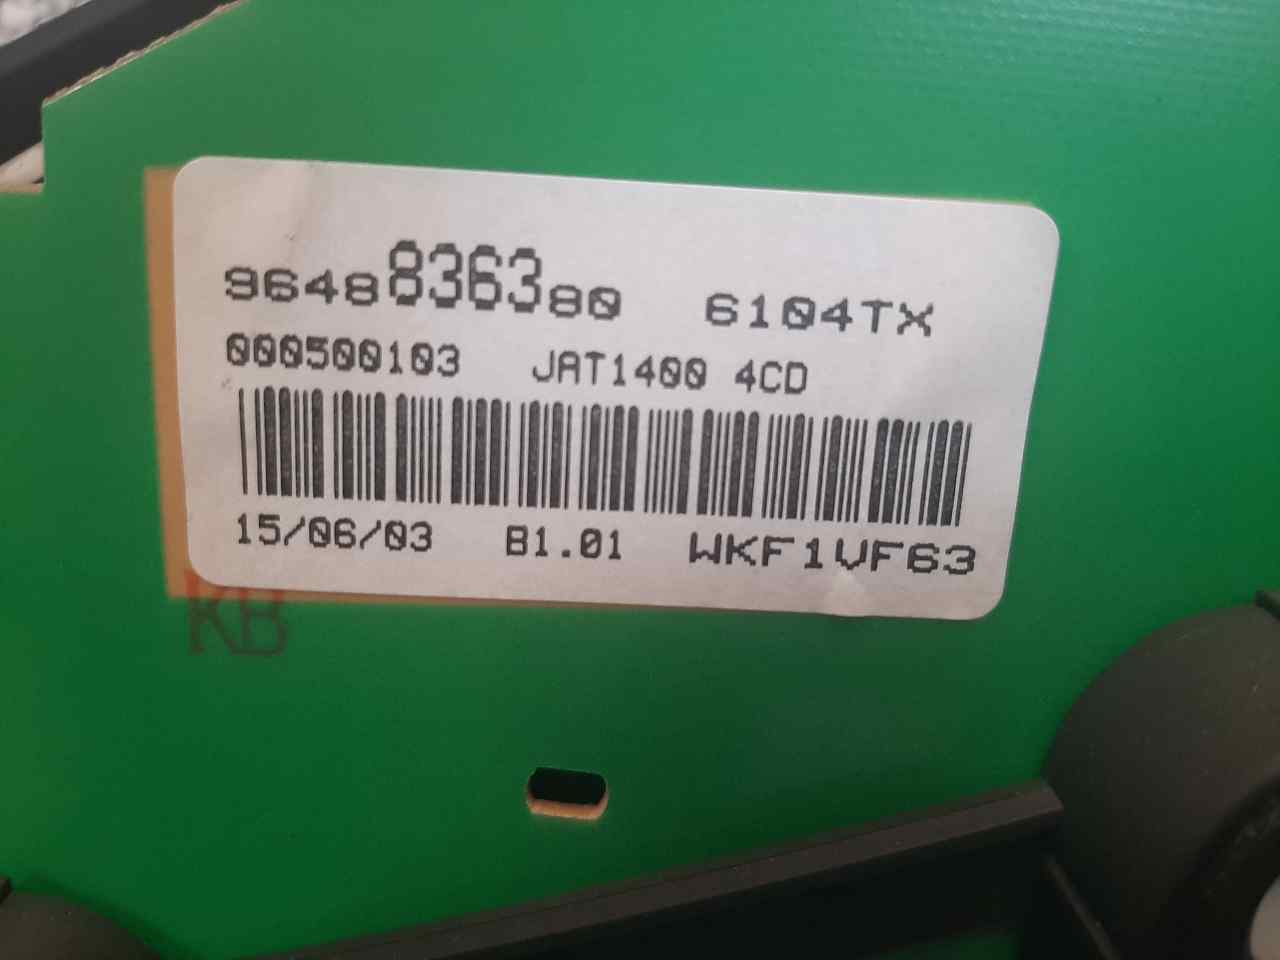 9648836380 6104TX
000500103 JAT1400 4CD
15/06/03 B1.01 WKF1VF63
KB